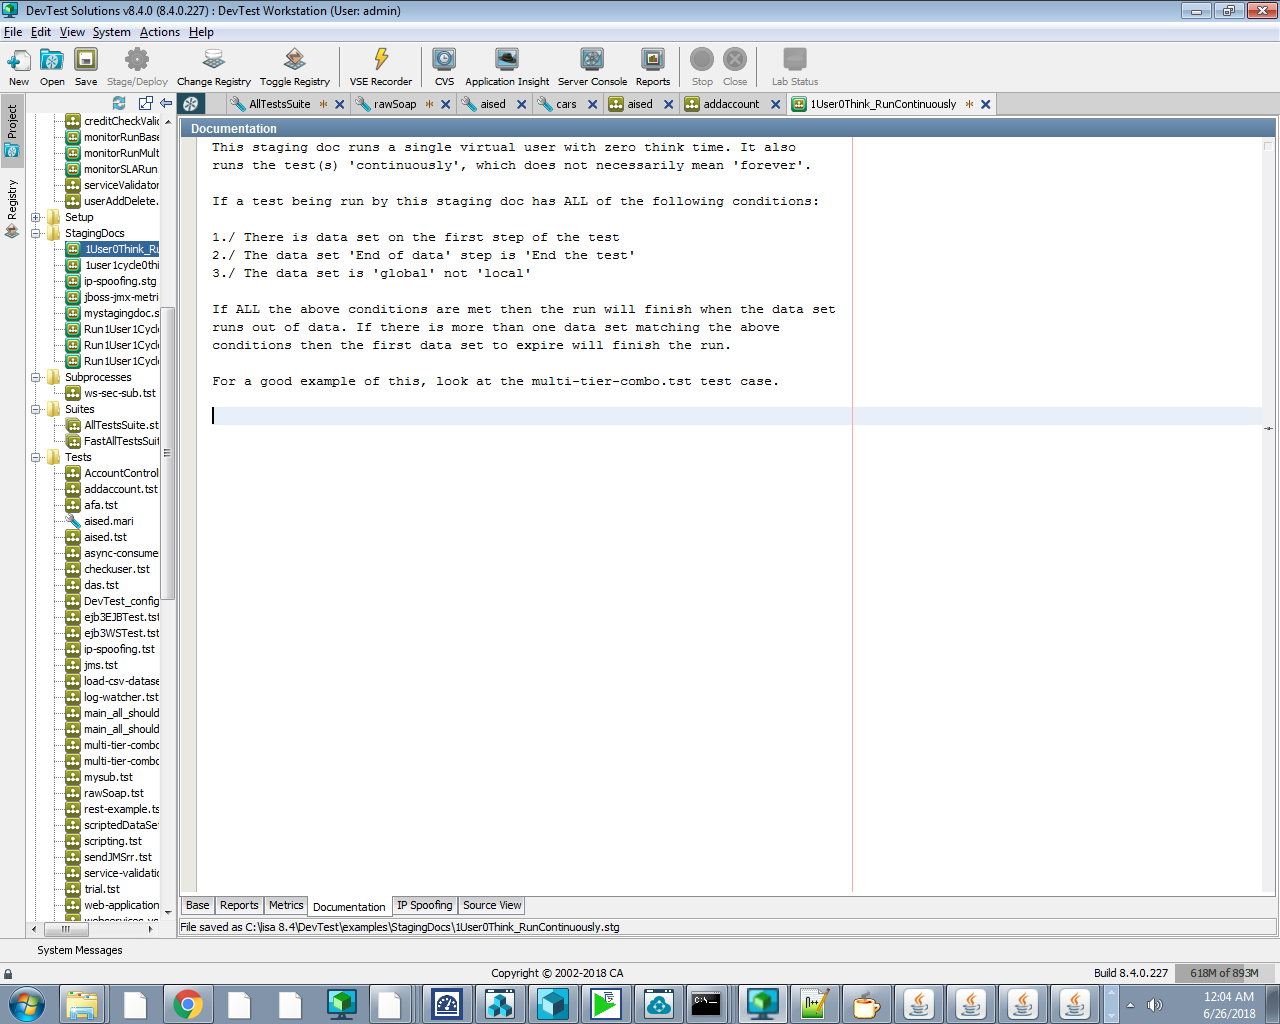 DevTest Solutions v8.4.0 (8.4.0.227) : DevTest Workstation (User: admin)
File Edit View System Actions Help
New Open Save Stage/Deploy Change Registry Toggle Registry VSE Recorder CVS Application Insight Server Console Reports Stop Close Lab Status
AllTestsSuite * rawSoap * aised cars aised addaccount 1User0Think_RunContinuously *
Project
Registry
creditCheckValic
monitorRunBase
monitorRunMult
monitorSLARun
serviceValidator
userAddDelete.
Setup
StagingDocs
1User0Think_Ru
1user1cycle0thi
ip-spoofing.stg
jboss-jmx-metri
mystagingdoc.s
Run1User1Cycl
Run1User1Cycl
Run1User1Cycl
Subprocesses
ws-sec-sub.tst
Suites
AllTestsSuite.st
FastAllTestsSuit
Tests
AccountControl
addaccount.tst
afa.tst
aised.mari
aised.tst
async-consume
checkuser.tst
das.tst
DevTest_config
ejb3EJBTest.tst
ejb3WSTest.tst
ip-spoofing.tst
jms.tst
load-csv-datase
log-watcher.tst
main_all_should
main_all_should
multi-tier-combo
multi-tier-combo
mysub.tst
rawSoap.tst
rest-example.ts
scriptedDataSe
scripting.tst
sendJMSrr.tst
service-validatic
trial.tst
web-application
Documentation
This staging doc runs a single virtual user with zero think time. It also
runs the test(s) 'continuously', which does not necessarily mean 'forever'.
If a test being run by this staging doc has ALL of the following conditions:
1./ There is data set on the first step of the test
2./ The data set 'End of data' step is 'End the test'
3./ The data set is 'global' not 'local'
If ALL the above conditions are met then the run will finish when the data set
runs out of data. If there is more than one data set matching the above
conditions then the first data set to expire will finish the run.
For a good example of this, look at the multi-tier-combo.tst test case.
Base Reports Metrics Documentation IP Spoofing Source View
File saved as C:\lisa 8.4\DevTest\examples\StagingDocs\1User0Think_RunContinuously.stg
System Messages
Copyright © 2002-2018 CA
Build 8.4.0.227 618M of 893M
12:04 AM
6/26/2018